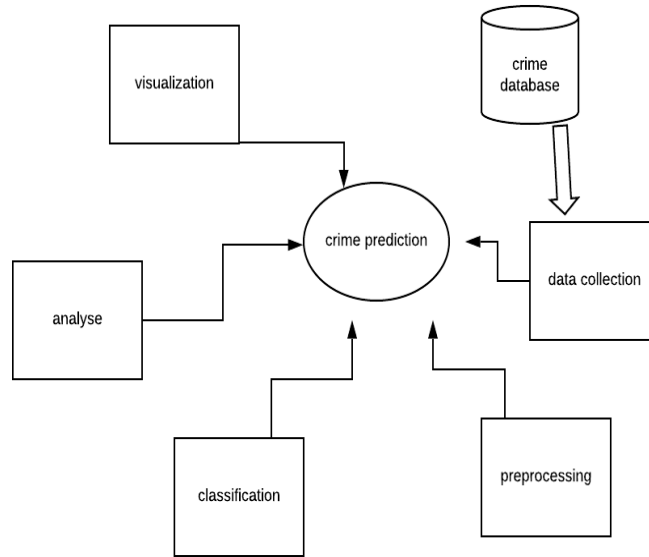 visualization
crime
database
crime prediction
data collection
analyse
classification
preprocessing